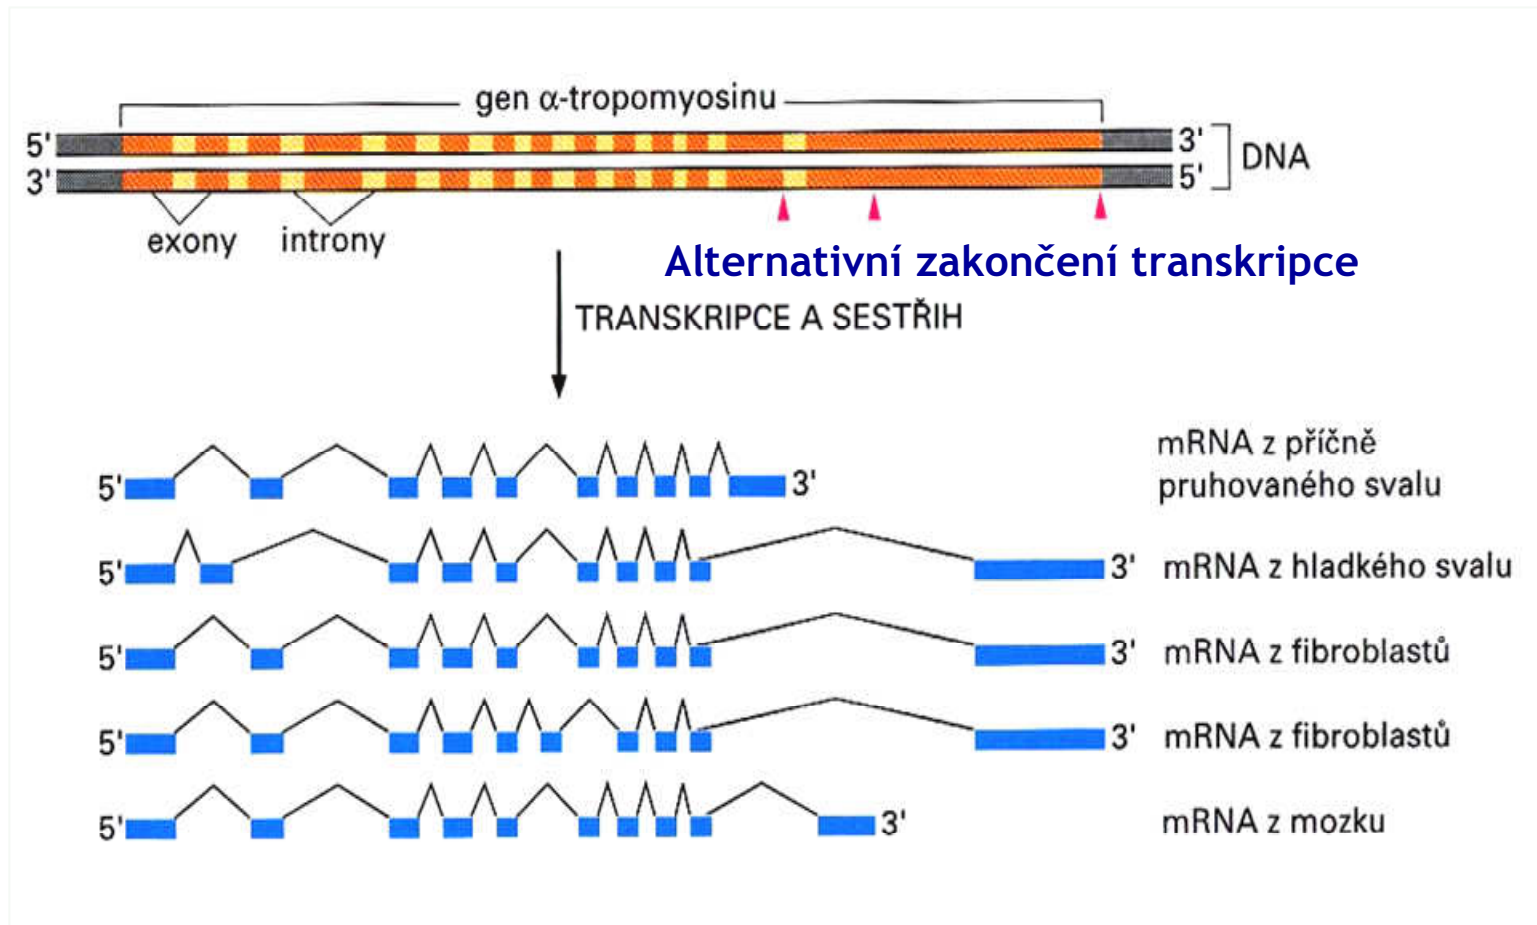 gen α-tropomyosinu
5' 3'
DNA
3' 5'
exony introny
Alternativní zakončení transkripce
TRANSKRIPCE A SESTŘIH
mRNA z příčně
5' 3' pruhovaného svalu
5' 3' mRNA z hladkého svalu
5' 3' mRNA z fibroblastů
5' 3' mRNA z fibroblastů
5' 3' mRNA z mozku